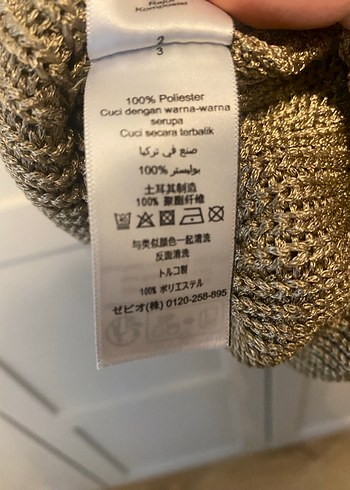 2
3
100% Poliester
Cuci dengan warna-warna
serupa
Cuci secara terbalik
صنع في تركيا
100% بوليستر
土耳其制造
100% 聚酯纤维
与类似颜色一起清洗
反面清洗
トルコ製
100% ポリエステル
ゼビオ(株) 0120-258-895